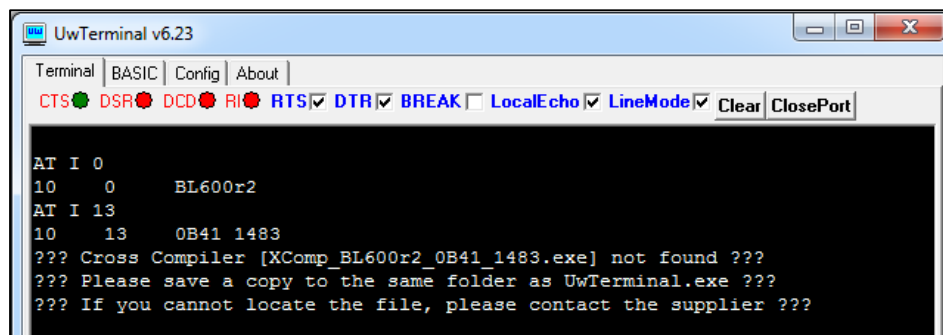 UwTerminal v6.23
Terminal BASIC Config About
CTS DSR DCD RI RTS DTR BREAK LocalEcho LineMode Clear ClosePort
AT I 0
10 0 BL600r2
AT I 13
10 13 0B41 1483
??? Cross Compiler [XComp_BL600r2_0B41_1483.exe] not found ???
??? Please save a copy to the same folder as UwTerminal.exe ???
??? If you cannot locate the file, please contact the supplier ???